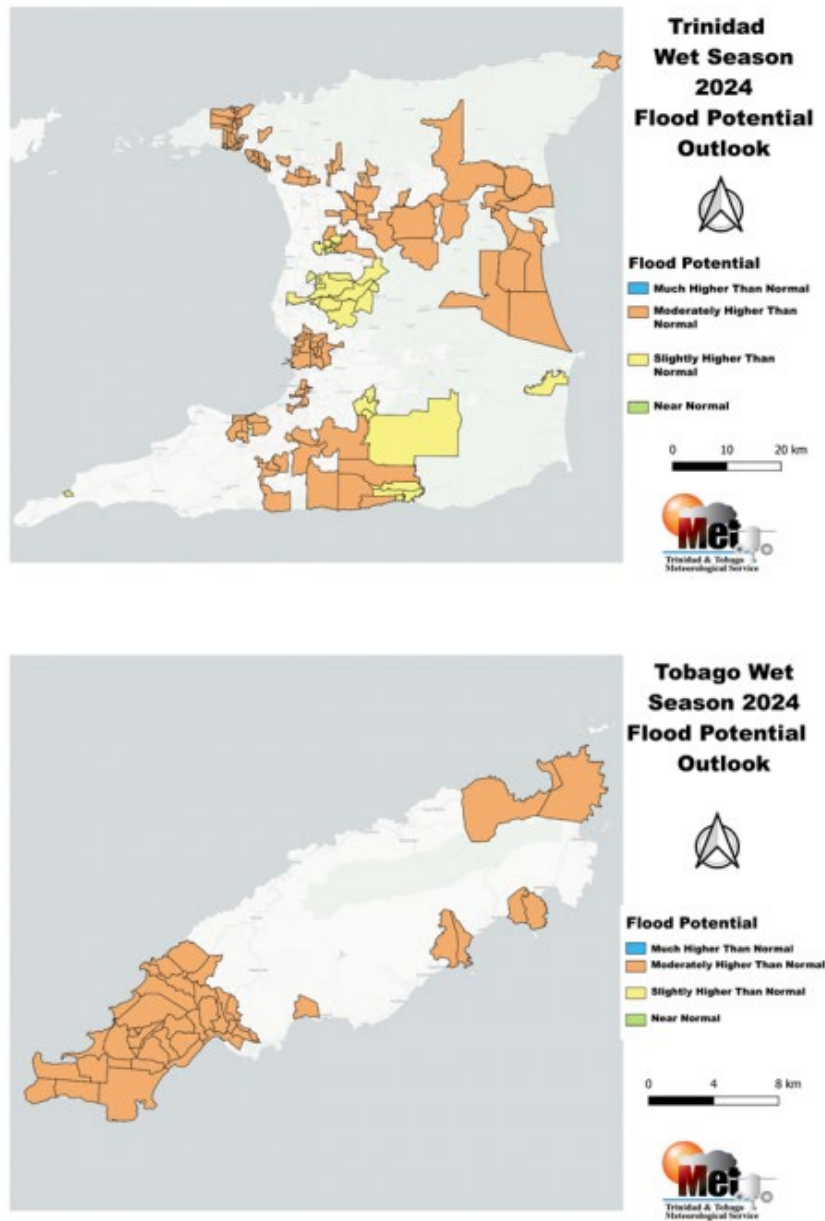 Trinidad
Wet Season
2024
Flood Potential
Outlook
Flood Potential
Much Higher Than Normal
Moderately Higher Than
Normal
Slightly Higher Than
Normal
Near Normal
0 10 20 km
Met
Trinidad & Tobago
Meteorological Service
Tobago Wet
Season 2024
Flood Potential
Outlook
Flood Potential
Much Higher Than Normal
Moderately Higher Than Normal
Slightly Higher Than Normal
Near Normal
0 4 8 km
Met
Trinidad & Tobago
Meteorological Service